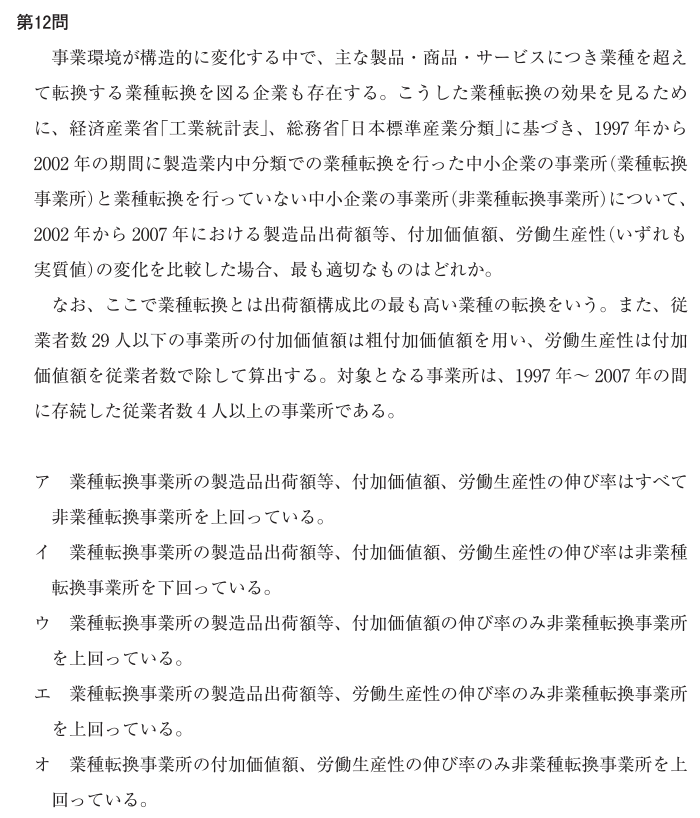 第12問
事業環境が構造的に変化する中で、主な製品・商品・サービスにつき業種を超え
て転換する業種転換を図る企業も存在する。こうした業種転換の効果を見るため
に、経済産業省「工業統計表」、総務省「日本標準産業分類」に基づき、1997年から
2002年の期間に製造業内中分類での業種転換を行った中小企業の事業所(業種転換
事業所)と業種転換を行っていない中小企業の事業所(非業種転換事業所)について、
2002年から2007年における製造品出荷額等、付加価値額、労働生産性(いずれも
実質値)の変化を比較した場合、最も適切なものはどれか。
なお、ここで業種転換とは出荷額構成比の最も高い業種の転換をいう。また、従
業者数29人以下の事業所の付加価値額は粗付加価値額を用い、労働生産性は付加
価値額を従業者数で除して算出する。対象となる事業所は、1997年～2007年の間
に存続した従業者数4人以上の事業所である。
ア 業種転換事業所の製造品出荷額等、付加価値額、労働生産性の伸び率はすべて
非業種転換事業所を上回っている。
イ 業種転換事業所の製造品出荷額等、付加価値額、労働生産性の伸び率は非業種
転換事業所を下回っている。
ウ 業種転換事業所の製造品出荷額等、付加価値額の伸び率のみ非業種転換事業所
を上回っている。
エ 業種転換事業所の製造品出荷額等、労働生産性の伸び率のみ非業種転換事業所
を上回っている。
オ 業種転換事業所の付加価値額、労働生産性の伸び率のみ非業種転換事業所を上
回っている。